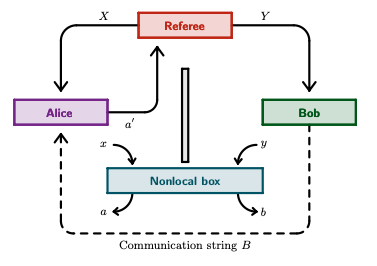 X
Referee
Y
Alice
a′
Bob
x
y
Nonlocal box
a
b
Communication string B